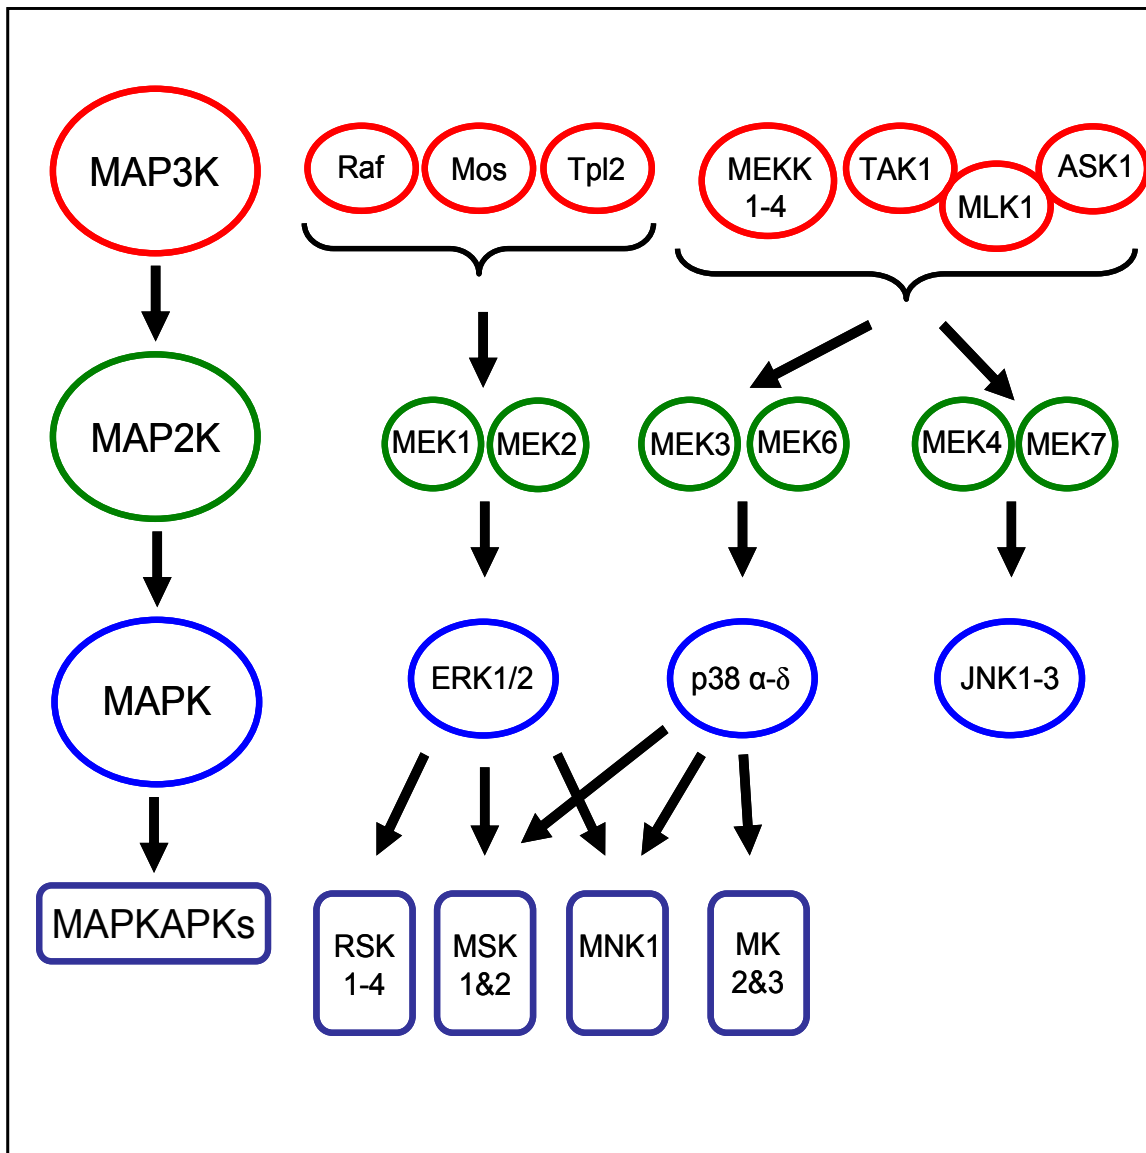 MAP3K
Raf
Mos
Tpl2
MEKK
1-4
TAK1
MLK1
ASK1
MAP2K
MEK1
MEK2
MEK3
MEK6
MEK4
MEK7
MAPK
ERK1/2
p38 α-δ
JNK1-3
MAPKAPKs
RSK
1-4
MSK
1&2
MNK1
MK
2&3